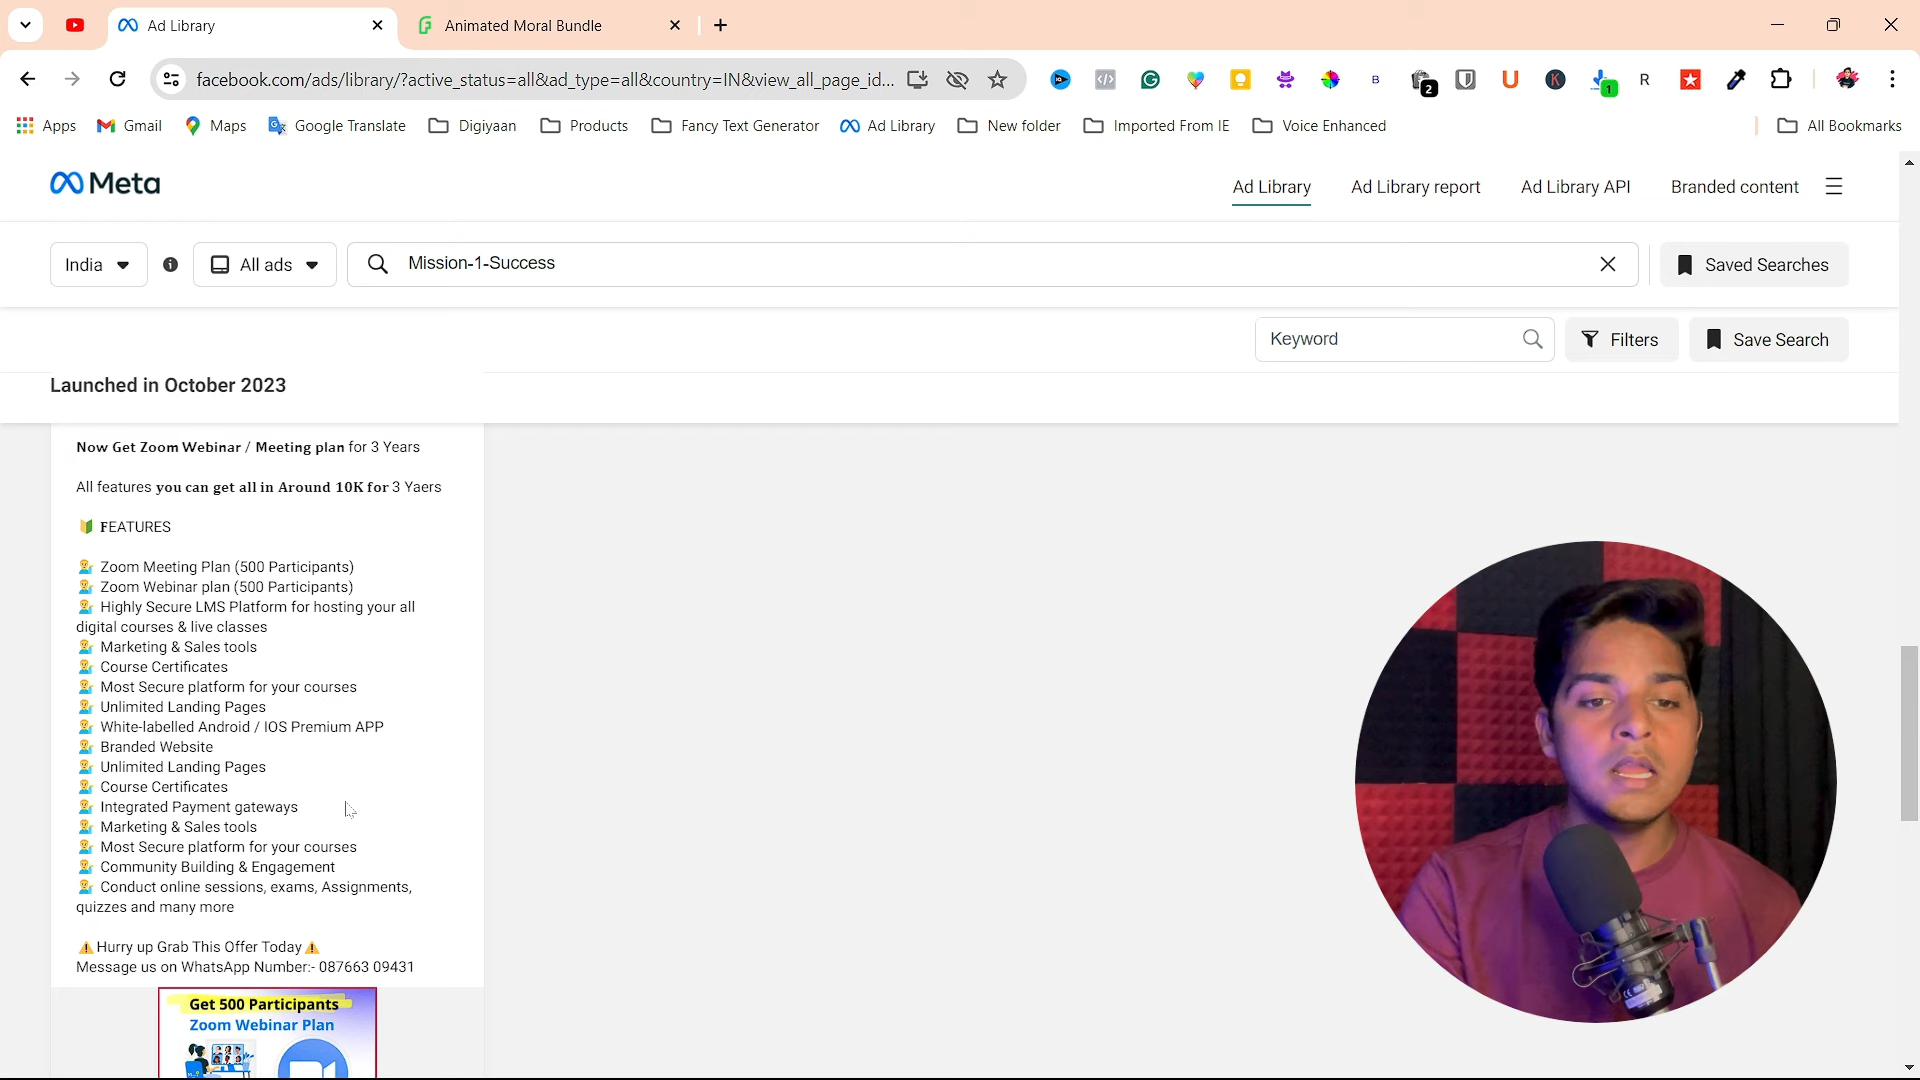 Ad Library
Animated Moral Bundle
facebook.com/ads/library/?active_status=all&ad_type=all&country=IN&view_all_page_id...
2
1
Apps
Gmail
Maps
Google Translate
Digiyaan
Products
Fancy Text Generator
Ad Library
New folder
Imported From IE
Voice Enhanced
All Bookmarks
Meta
Ad Library
Ad Library report
Ad Library API
Branded content
India
All ads
Mission-1-Success
Saved Searches
Keyword
Filters
Save Search
Launched in October 2023
Now Get Zoom Webinar / Meeting plan for 3 Years
All features you can get all in Around 10K for 3 Yaers
FEATURES
Zoom Meeting Plan (500 Participants)
Zoom Webinar plan (500 Participants)
Highly Secure LMS Platform for hosting your all
digital courses & live classes
Marketing & Sales tools
Course Certificates
Most Secure platform for your courses
Unlimited Landing Pages
White-labelled Android / IOS Premium APP
Branded Website
Unlimited Landing Pages
Course Certificates
Integrated Payment gateways
Marketing & Sales tools
Most Secure platform for your courses
Community Building & Engagement
Conduct online sessions, exams, Assignments,
quizzes and many more
Hurry up Grab This Offer Today
Message us on WhatsApp Number:- 087663 09431
Get 500 Participants
Zoom Webinar Plan